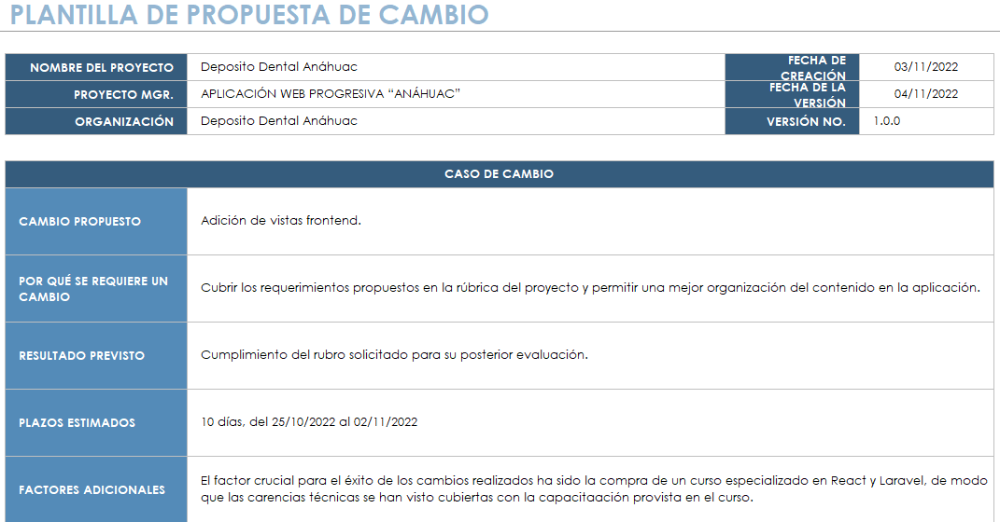 PLANTILLA DE PROPUESTA DE CAMBIO
NOMBRE DEL PROYECTO Deposito Dental Anáhuac FECHA DE CREACIÓN 03/11/2022
PROYECTO MGR. APLICACIÓN WEB PROGRESIVA “ANÁHUAC” FECHA DE LA VERSIÓN 04/11/2022
ORGANIZACIÓN Deposito Dental Anáhuac VERSIÓN NO. 1.0.0
CASO DE CAMBIO
CAMBIO PROPUESTO Adición de vistas frontend.
POR QUÉ SE REQUIERE UN CAMBIO Cubrir los requerimientos propuestos en la rúbrica del proyecto y permitir una mejor organización del contenido en la aplicación.
RESULTADO PREVISTO Cumplimiento del rubro solicitado para su posterior evaluación.
PLAZOS ESTIMADOS 10 días, del 25/10/2022 al 02/11/2022
FACTORES ADICIONALES El factor crucial para el éxito de los cambios realizados ha sido la compra de un curso especializado en React y Laravel, de modo
que las carencias técnicas se han visto cubiertas con la capacitaación provista en el curso.